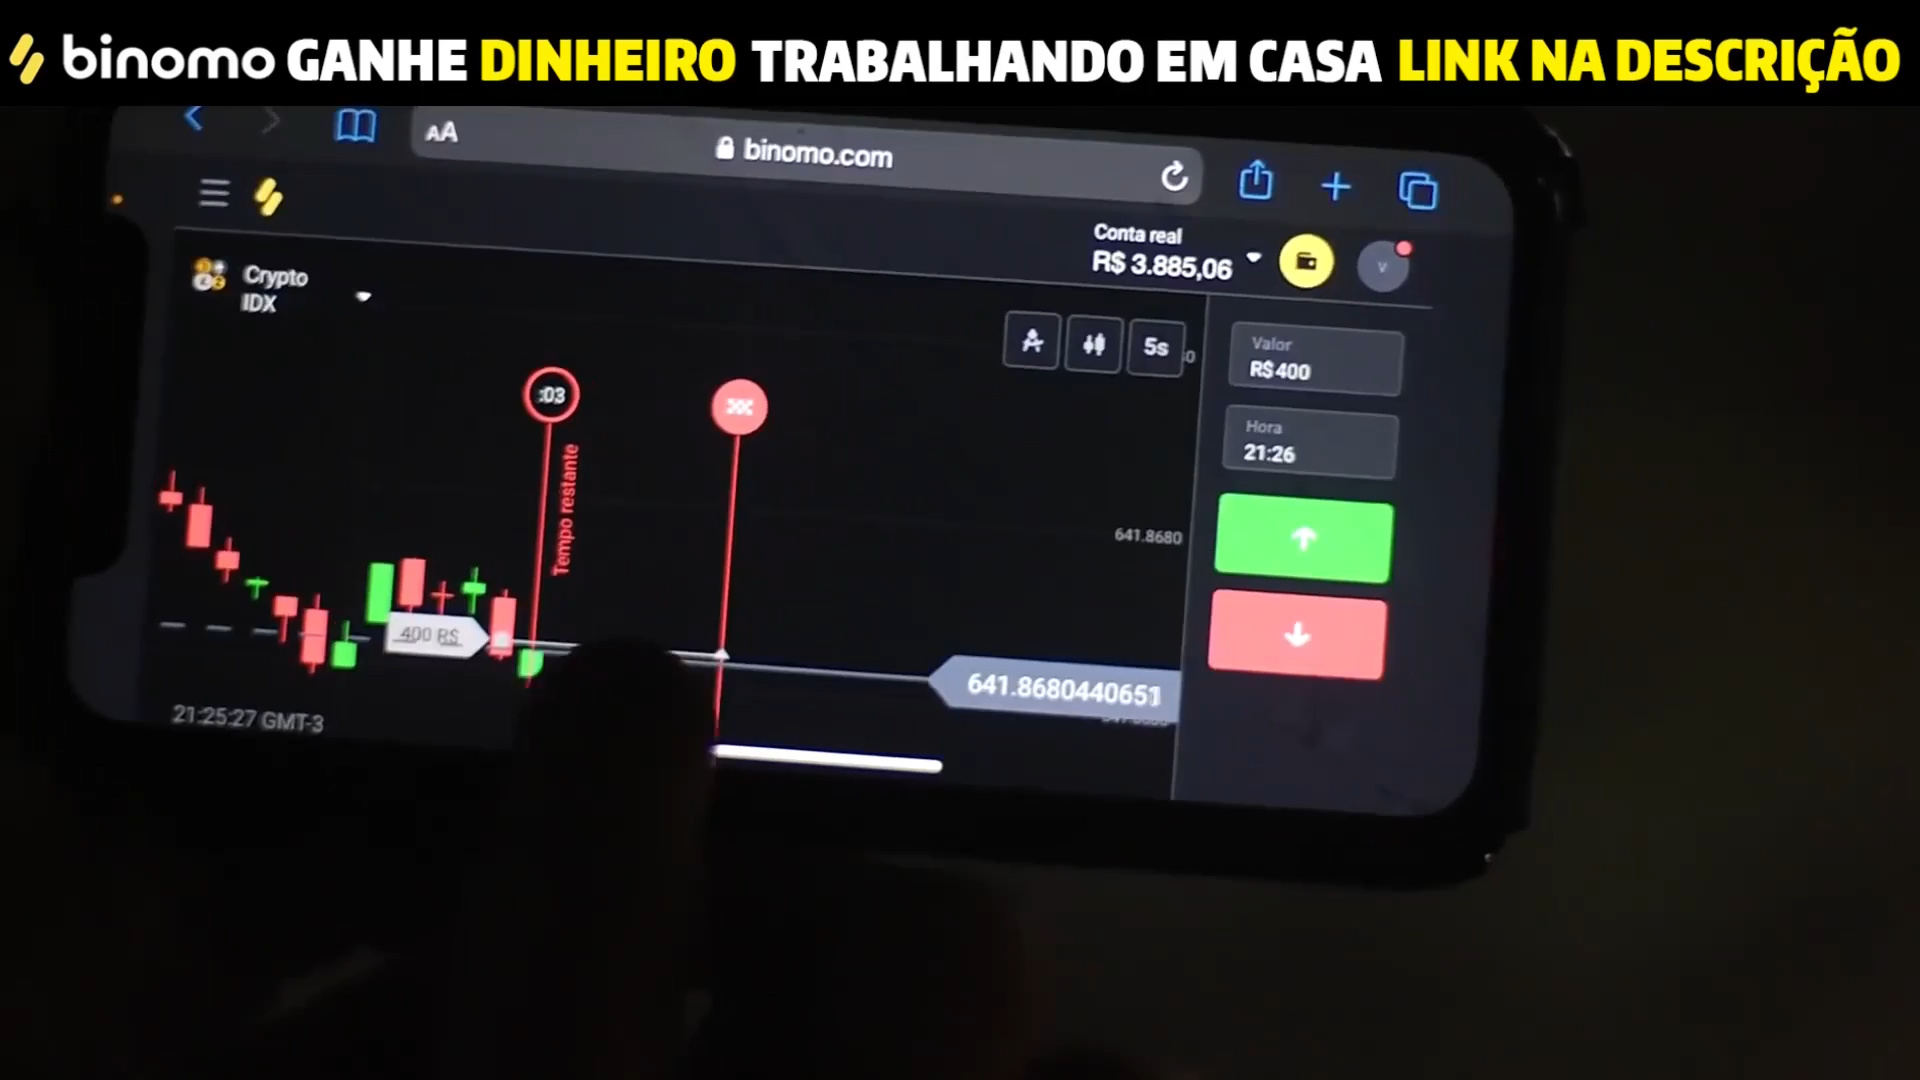 binomo GANHE DINHEIRO TRABALHANDO EM CASA LINK NA DESCRIÇÃO
AA
binomo.com
Conta real
R$ 3.885,06
v
Crypto
IDX
5s
Valor
R$400
Hora
21:26
:03
Tempo restante
641.8680
400 R$
641.8680440651
21:25:27 GMT-3